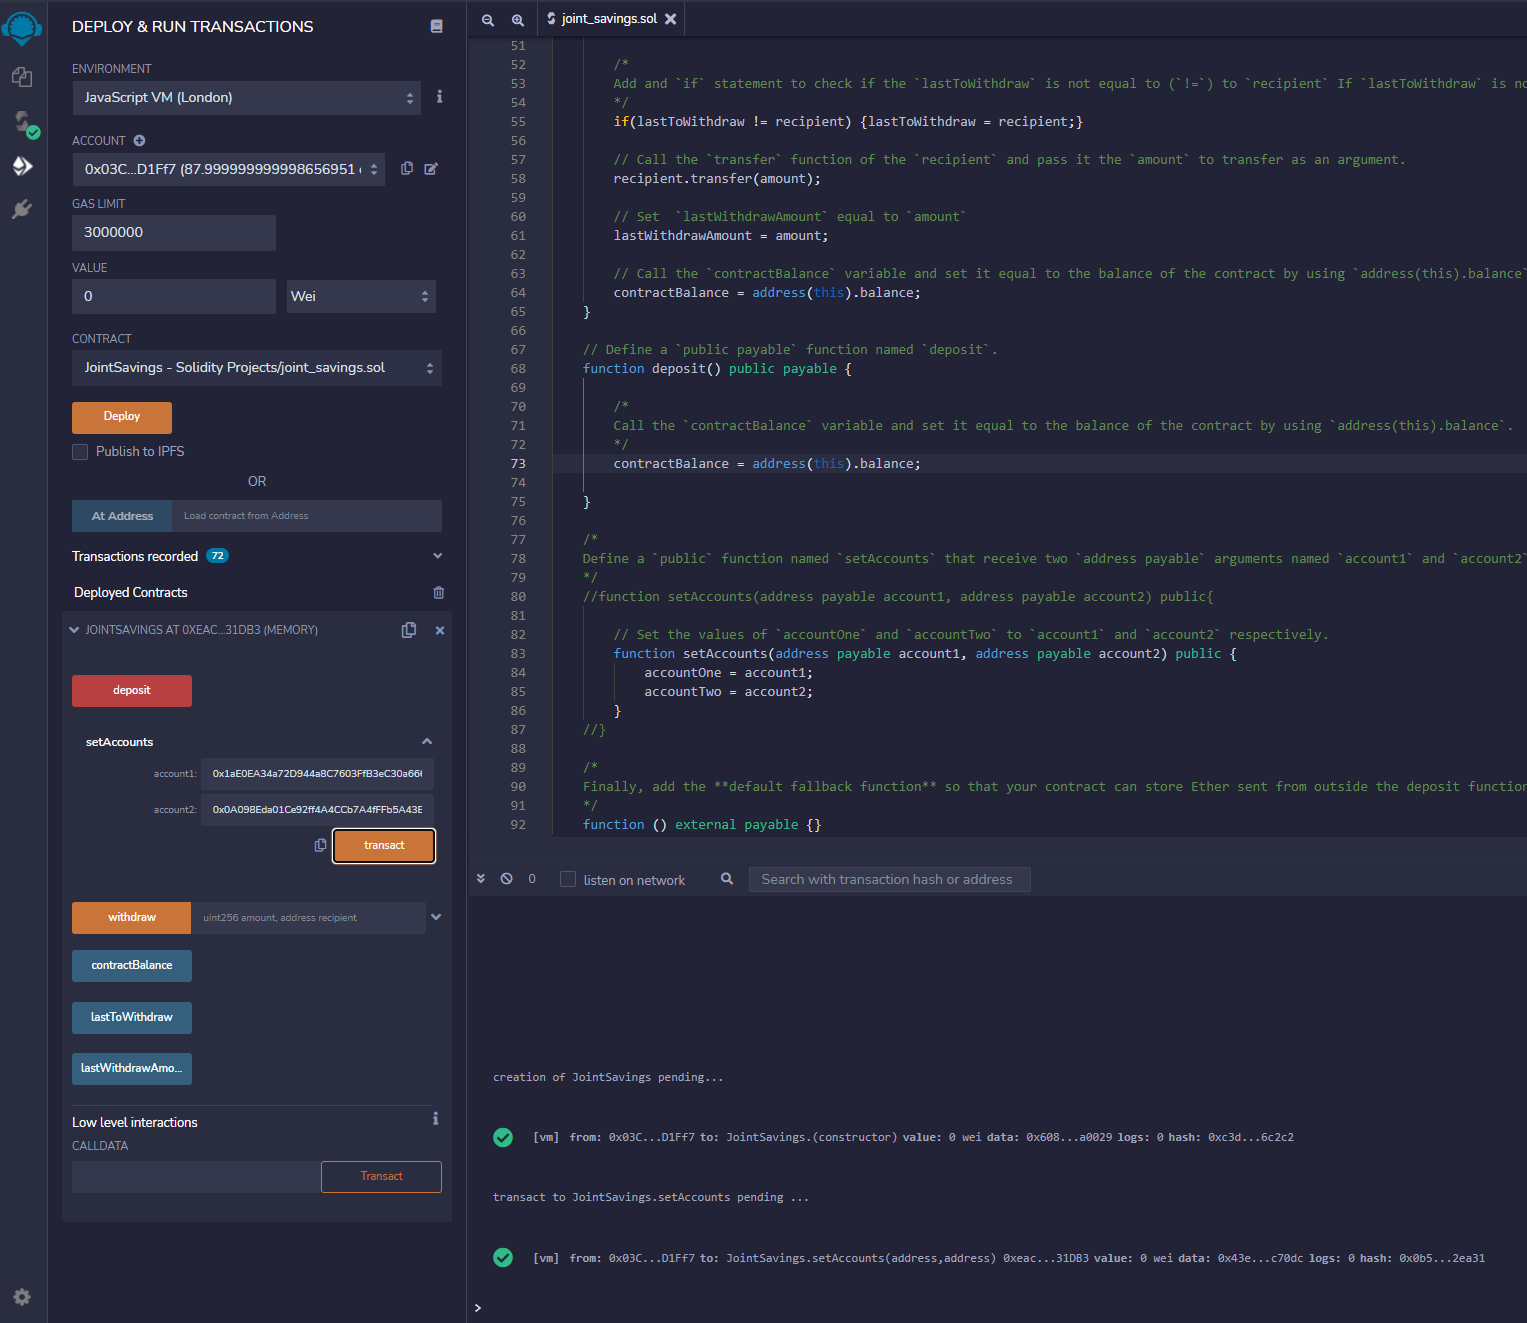 DEPLOY & RUN TRANSACTIONS
ENVIRONMENT
JavaScript VM (London)
ACCOUNT
0x03C...D1Ff7 (87.999999999998656951
GAS LIMIT
3000000
VALUE
0
Wei
CONTRACT
JointSavings - Solidity Projects/joint_savings.sol
Deploy
Publish to IPFS
OR
At Address
Load contract from Address
Transactions recorded 72
Deployed Contracts
JOINTSAVINGS AT 0XEAC...31DB3 (MEMORY)
deposit
setAccounts
account1: 0x1aE0EA34a72D944a8C7603FfB3eC30a66
account2: 0x0A098Eda01Ce92ff4A4CCb7A4fFFb5A43E
transact
withdraw
uint256 amount, address recipient
contractBalance
lastToWithdraw
lastWithdrawAmo...
Low level interactions
CALLDATA
Transact
joint_savings.sol
51
52 /*
53 Add and `if` statement to check if the `lastToWithdraw` is not equal to (`!=`) to `recipient` If `lastToWithdraw` is no
54 */
55 if(lastToWithdraw != recipient) {lastToWithdraw = recipient;}
56
57 // Call the `transfer` function of the `recipient` and pass it the `amount` to transfer as an argument.
58 recipient.transfer(amount);
59
60 // Set  `lastWithdrawAmount` equal to `amount`
61 lastWithdrawAmount = amount;
62
63 // Call the `contractBalance` variable and set it equal to the balance of the contract by using `address(this).balance`
64 contractBalance = address(this).balance;
65 }
66
67 // Define a `public payable` function named `deposit`.
68 function deposit() public payable {
69
70 /*
71 Call the `contractBalance` variable and set it equal to the balance of the contract by using `address(this).balance`.
72 */
73 contractBalance = address(this).balance;
74
75 }
76
77 /*
78 Define a `public` function named `setAccounts` that receive two `address payable` arguments named `account1` and `account2`
79 */
80 //function setAccounts(address payable account1, address payable account2) public{
81
82 // Set the values of `accountOne` and `accountTwo` to `account1` and `account2` respectively.
83 function setAccounts(address payable account1, address payable account2) public {
84 accountOne = account1;
85 accountTwo = account2;
86 }
87 //}
88
89 /*
90 Finally, add the **default fallback function** so that your contract can store Ether sent from outside the deposit function
91 */
92 function () external payable {}
0
listen on network
Search with transaction hash or address
creation of JointSavings pending...
[vm] from: 0x03C...D1Ff7 to: JointSavings.(constructor) value: 0 wei data: 0x608...a0029 logs: 0 hash: 0xc3d...6c2c2
transact to JointSavings.setAccounts pending ...
[vm] from: 0x03C...D1Ff7 to: JointSavings.setAccounts(address,address) 0xeac...31DB3 value: 0 wei data: 0x43e...c70dc logs: 0 hash: 0x0b5...2ea31
>